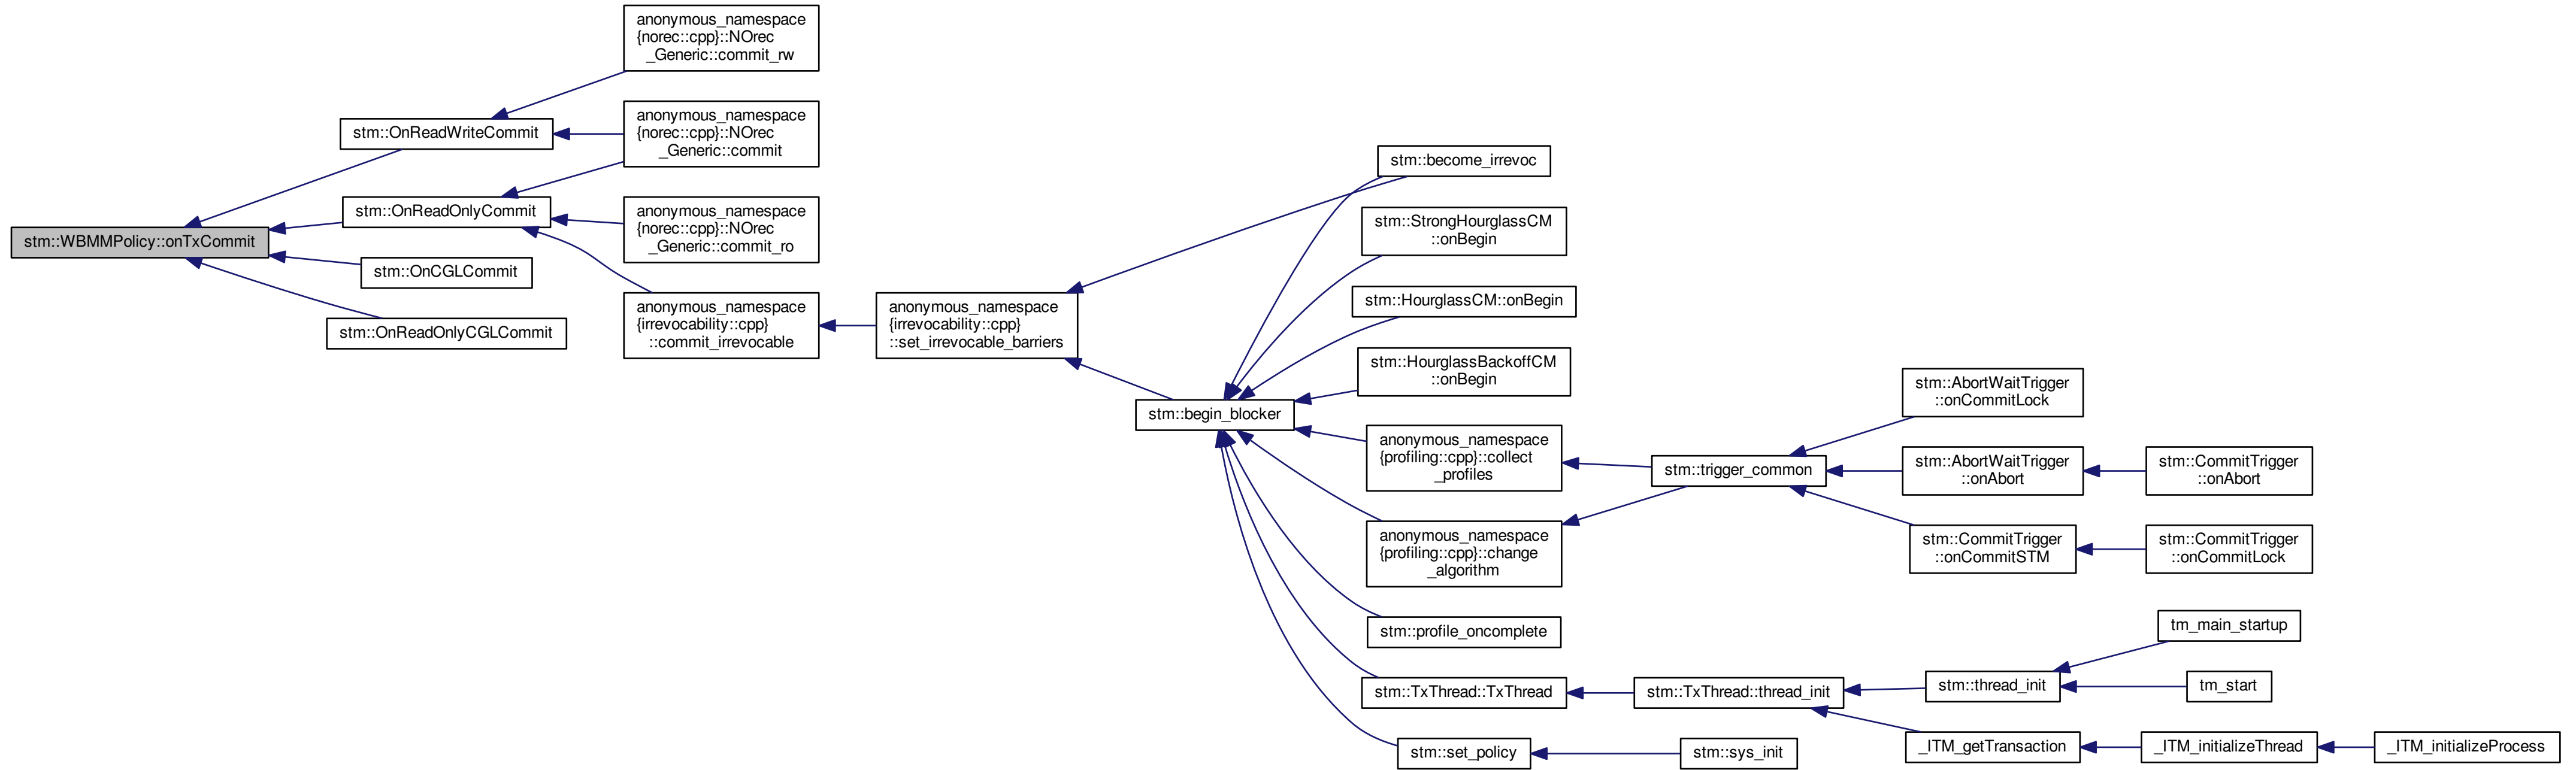 anonymous_namespace
{norec::cpp}::NOrec
_Generic::commit_rw
anonymous_namespace
{norec::cpp}::NOrec
_Generic::commit
stm::OnReadWriteCommit
stm::OnReadOnlyCommit
anonymous_namespace
{norec::cpp}::NOrec
_Generic::commit_ro
stm::WBMMPolicy::onTxCommit
stm::OnCGLCommit
stm::OnReadOnlyCGLCommit
anonymous_namespace
{irrevocability::cpp}
::commit_irrevocable
anonymous_namespace
{irrevocability::cpp}
::set_irrevocable_barriers
stm::begin_blocker
stm::become_irrevoc
stm::StrongHourglassCM
::onBegin
stm::HourglassCM::onBegin
stm::HourglassBackoffCM
::onBegin
anonymous_namespace
{profiling::cpp}::collect
_profiles
anonymous_namespace
{profiling::cpp}::change
_algorithm
stm::profile_oncomplete
stm::TxThread::TxThread
stm::set_policy
stm::trigger_common
stm::AbortWaitTrigger
::onCommitLock
stm::AbortWaitTrigger
::onAbort
stm::CommitTrigger
::onAbort
stm::CommitTrigger
::onCommitSTM
stm::CommitTrigger
::onCommitLock
stm::TxThread::thread_init
stm::thread_init
tm_main_startup
tm_start
_ITM_getTransaction
_ITM_initializeThread
_ITM_initializeProcess
stm::sys_init